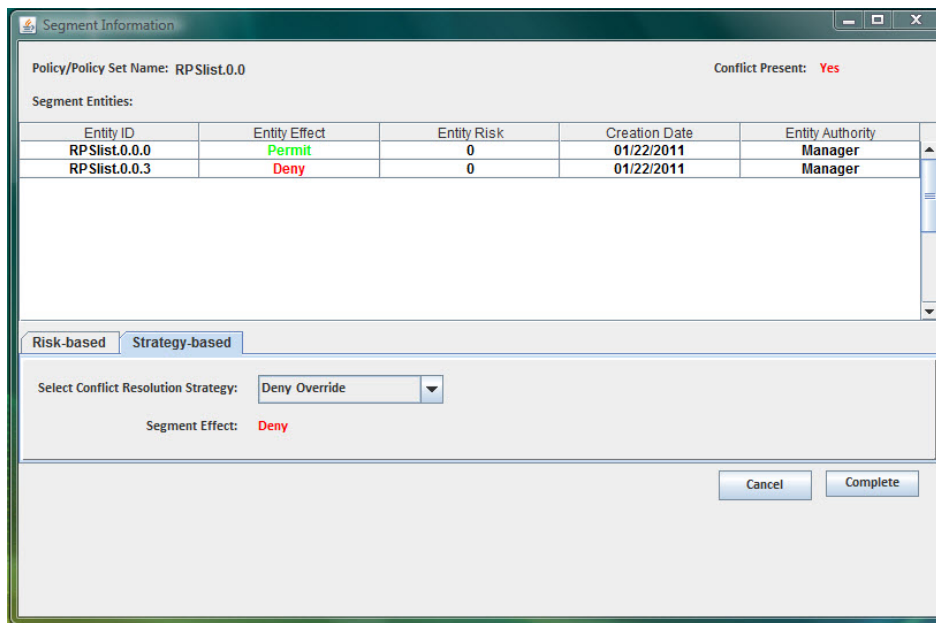 Segment Information
Policy/Policy Set Name: RPSlist.0.0 Conflict Present: Yes
Segment Entities:
Entity ID Entity Effect Entity Risk Creation Date Entity Authority
RPSlist.0.0.0 Permit 0 01/22/2011 Manager
RPSlist.0.0.3 Deny 0 01/22/2011 Manager
Risk-based Strategy-based
Select Conflict Resolution Strategy: Deny Override
Segment Effect: Deny
Cancel Complete